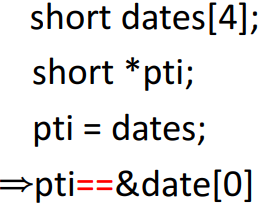 short dates[4];
short *pti;
pti = dates;
⇒pti==&date[0]